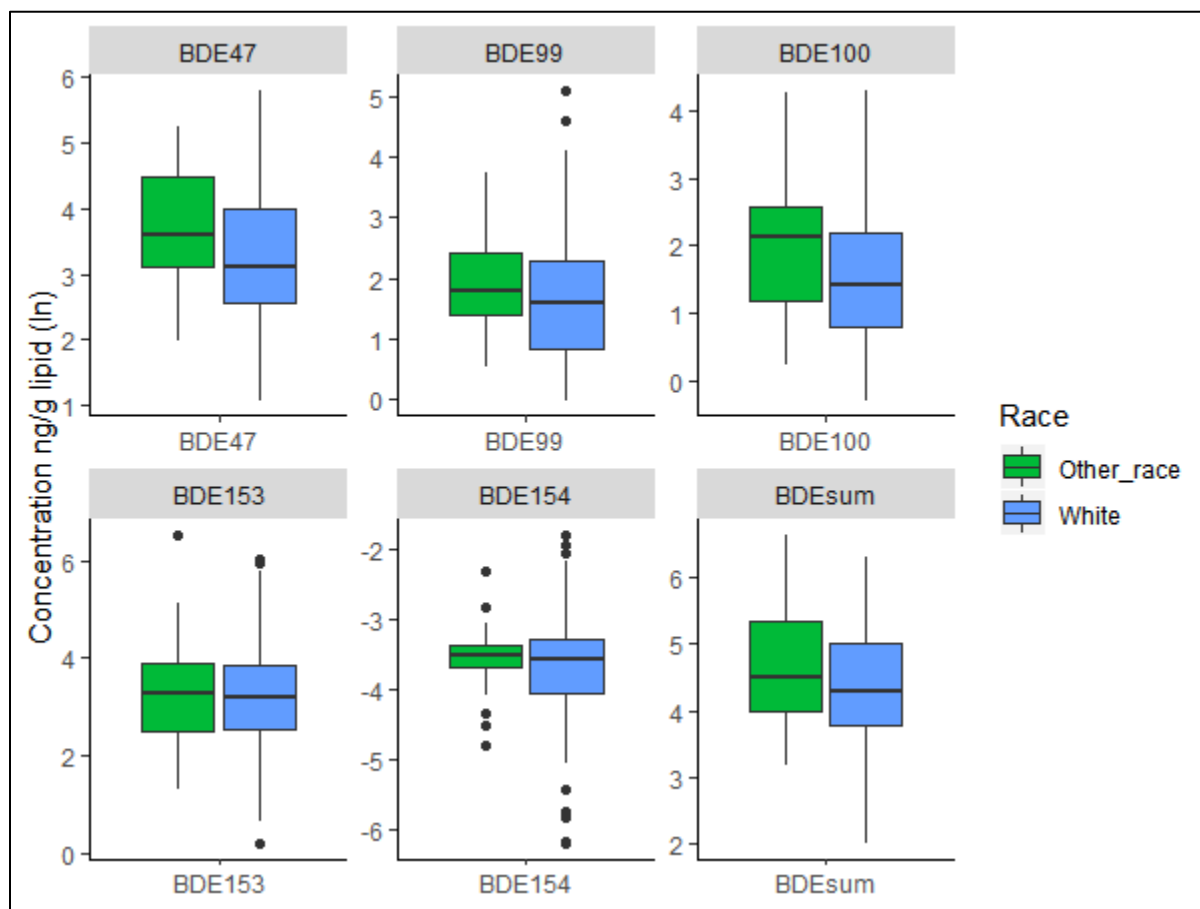 BDE47
BDE99
BDE100
6
5
4
3
2
1
5
4
3
2
1
0
4
3
2
1
0
BDE47
BDE99
BDE100
Concentration ng/g lipid (ln)
BDE153
BDE154
BDEsum
6
4
2
0
-2
-3
-4
-5
-6
6
5
4
3
2
BDE153
BDE154
BDEsum
Race
Other_race
White